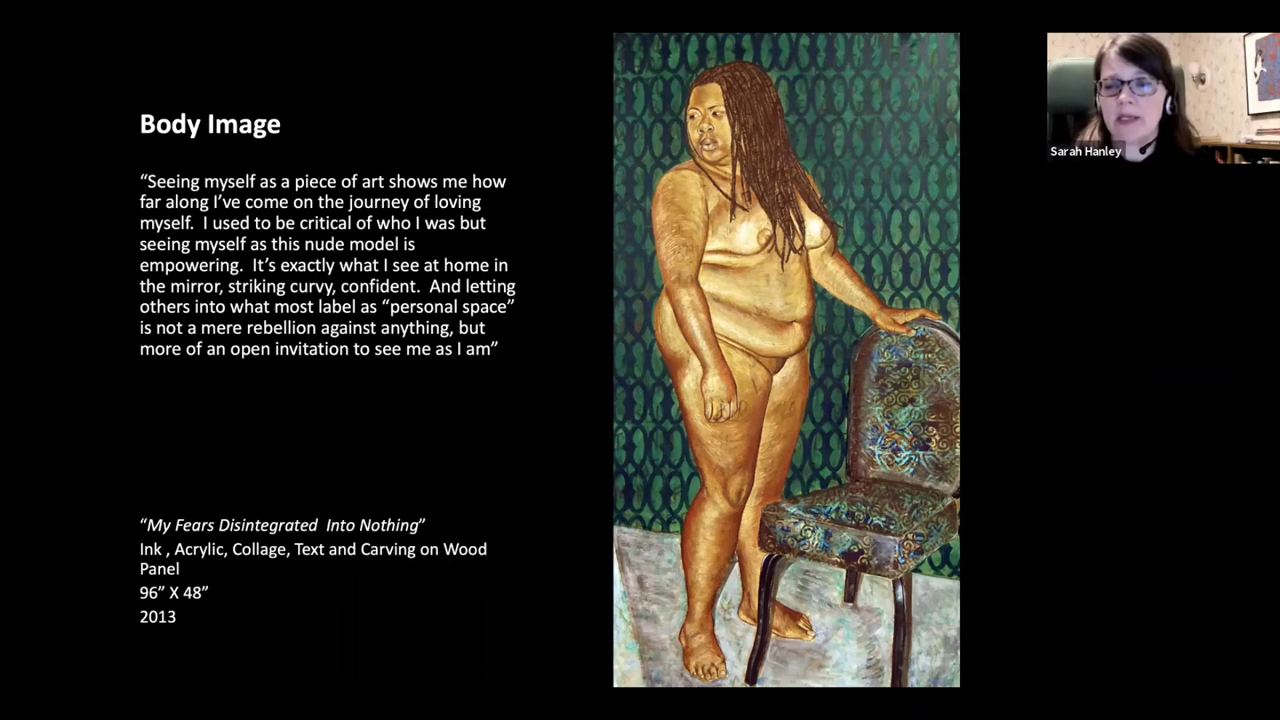 Body Image
“Seeing myself as a piece of art shows me how
far along I’ve come on the journey of loving
myself.  I used to be critical of who I was but
seeing myself as this nude model is
empowering.  It’s exactly what I see at home in
the mirror, striking curvy, confident.  And letting
others into what most label as “personal space”
is not a mere rebellion against anything, but
more of an open invitation to see me as I am”
“My Fears Disintegrated  Into Nothing”
Ink , Acrylic, Collage, Text and Carving on Wood
Panel
96” X 48”
2013
Sarah Hanley